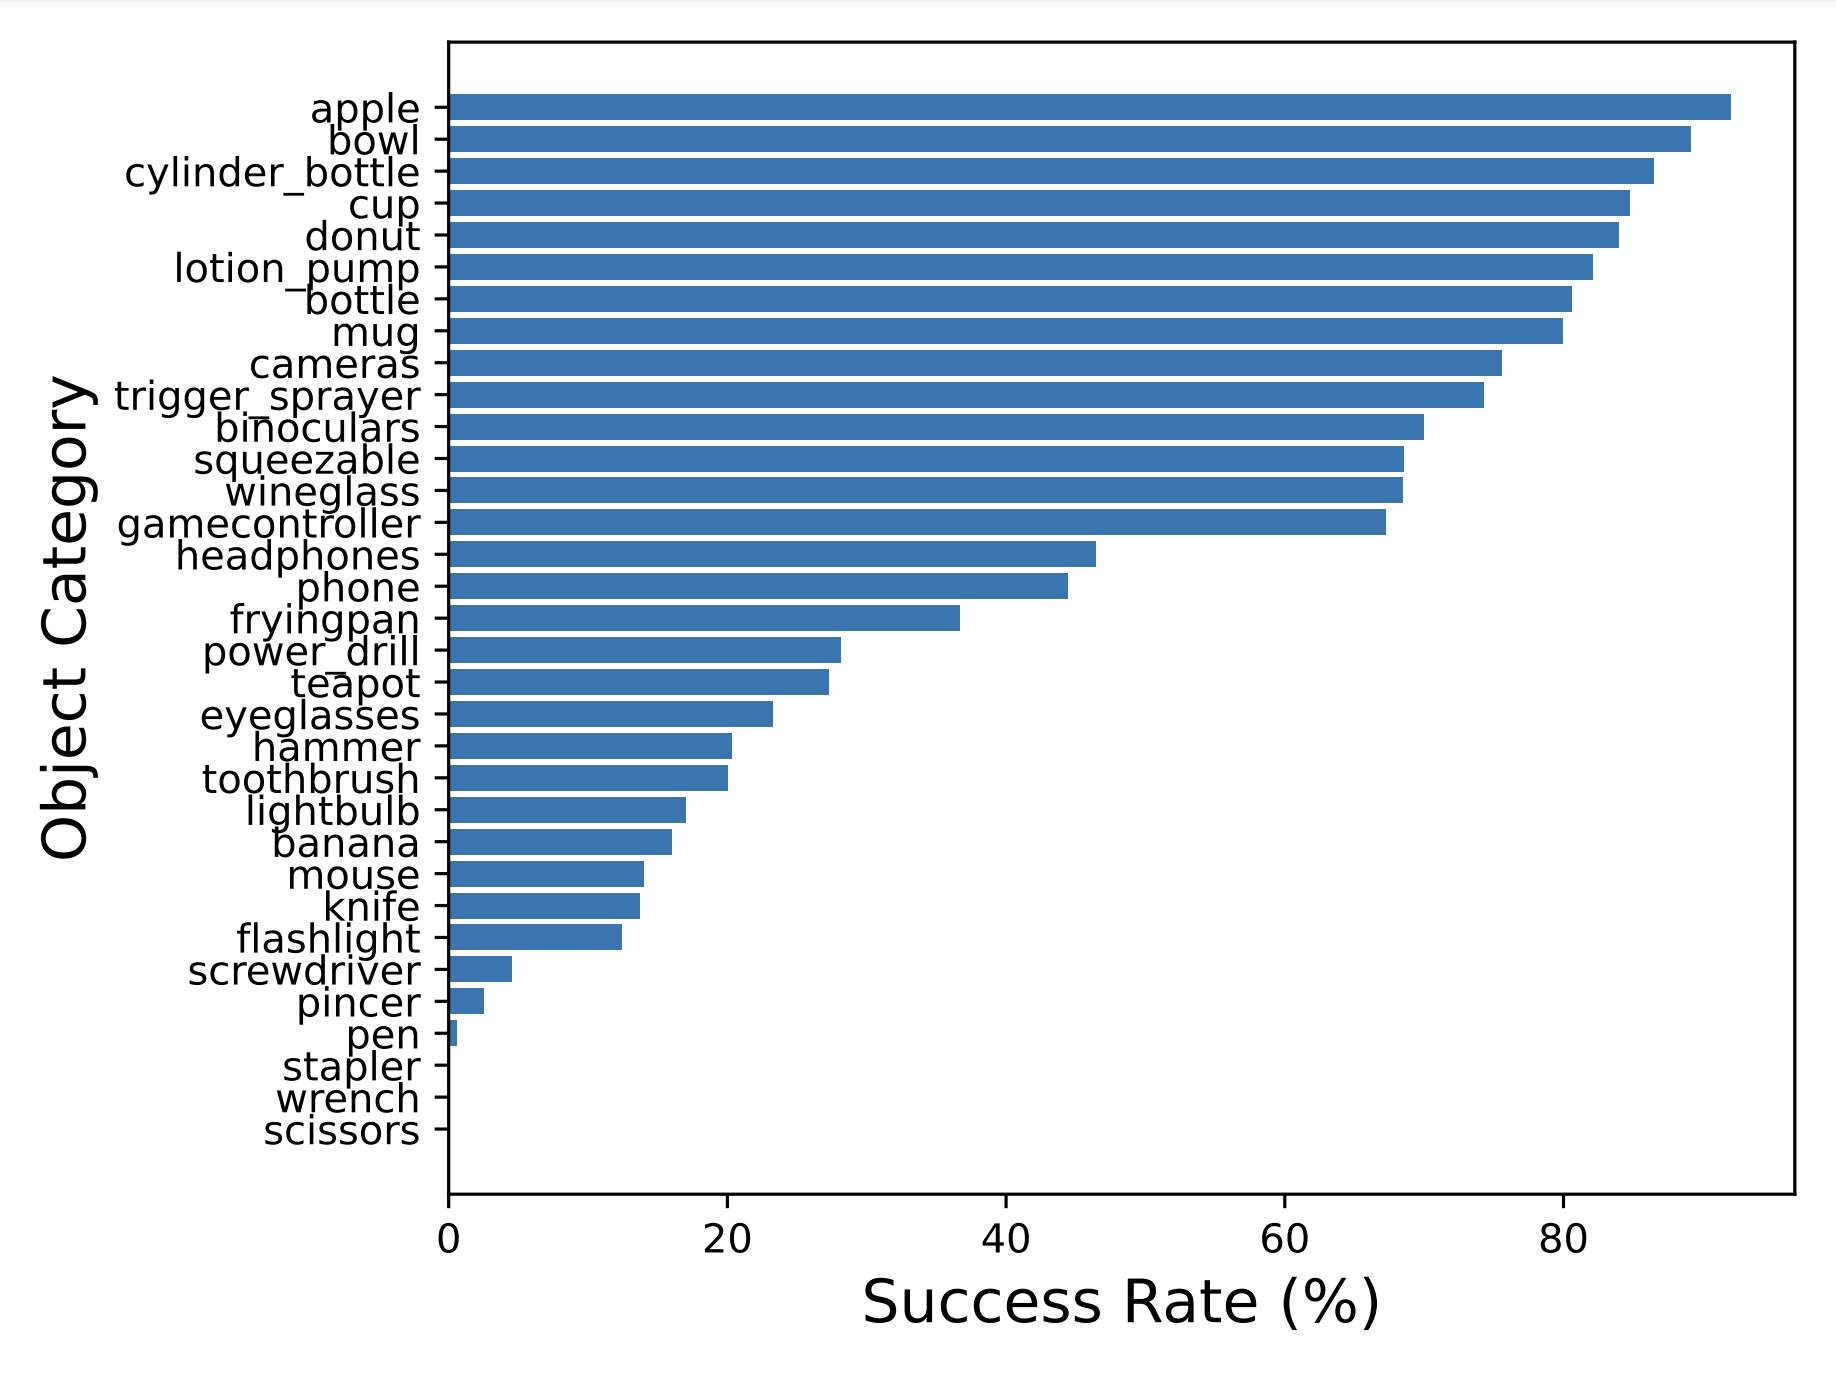 apple
bowl
cylinder_bottle
cup
donut
lotion_pump
bottle
mug
cameras
trigger_sprayer
binoculars
squeezable
wineglass
gamecontroller
headphones
phone
fryingpan
power_drill
teapot
eyeglasses
hammer
toothbrush
lightbulb
banana
mouse
knife
flashlight
screwdriver
pincer
pen
stapler
wrench
scissors
Object Category
0 20 40 60 80
Success Rate (%)